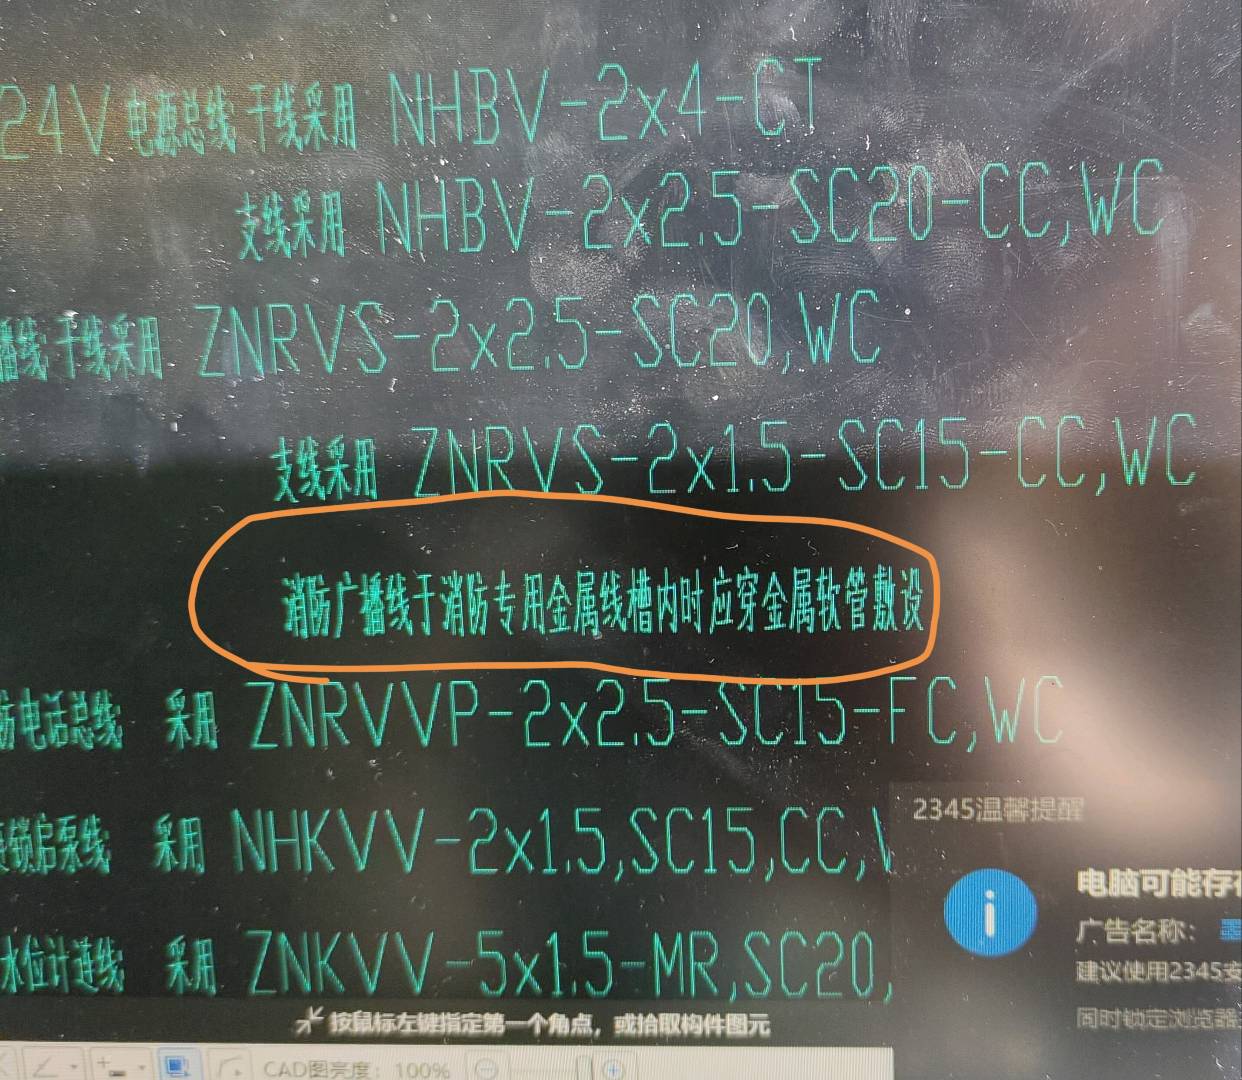 24V电源总线 干线采用 NHBV-2x4-CT
支线采用 NHBV-2x2.5-SC20-CC,WC
播线干线采用 ZNRVS-2x2.5-SC20,WC
支线采用 ZNRVS-2x1.5-SC15-CC,WC
消防广播线于消防专用金属线槽内时应穿金属软管敷设
防电话总线 采用 ZNRVVP-2x2.5-SC15-FC,WC
锁启泵线 采用 NHKVV-2x1.5,SC15,CC,
水位计连线 采用 ZNKVV-5x1.5-MR,SC20,
2345温馨提醒
电脑可能存
广告名称:
建议使用2345安
同时锁定浏览器
按鼠标左键指定第一个角点，或拾取构件图元
CAD图亮度: 100%